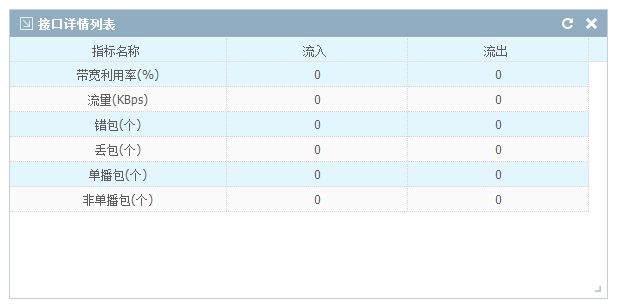 接口详情列表
指标名称 流入 流出
带宽利用率(%) 0 0
流量(KBps) 0 0
错包(个) 0 0
丢包(个) 0 0
单播包(个) 0 0
非单播包(个) 0 0